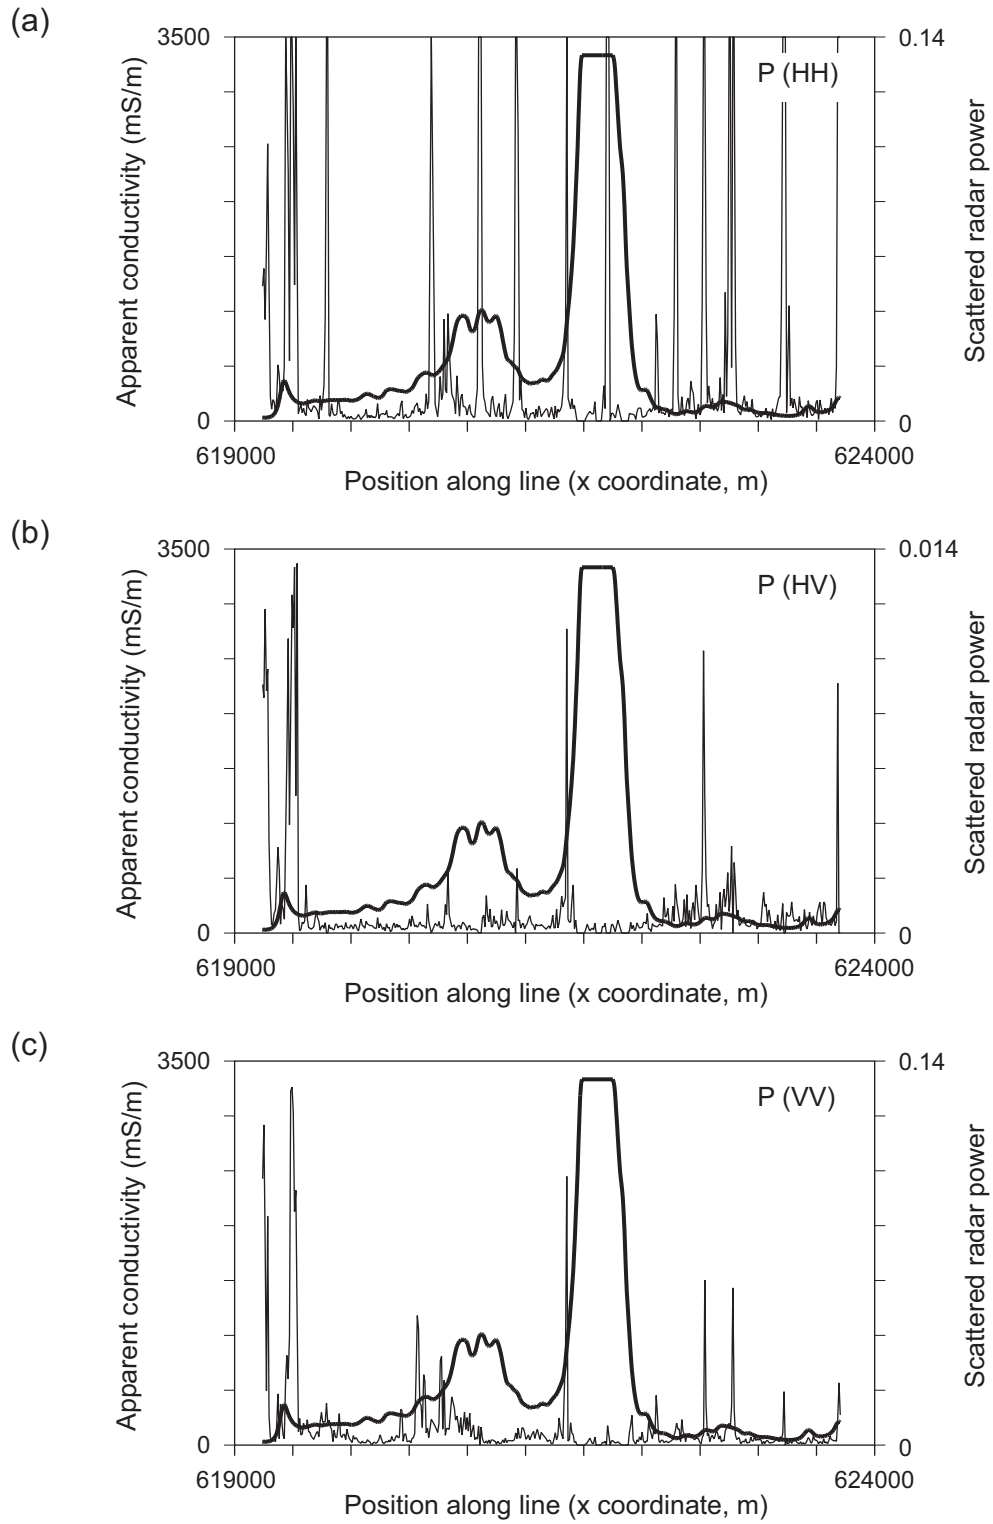 (a)
3500
0.14
P (HH)
Apparent conductivity (mS/m)
Scattered radar power
0
0
619000
624000
Position along line (x coordinate, m)
(b)
3500
0.014
P (HV)
Apparent conductivity (mS/m)
Scattered radar power
0
0
619000
624000
Position along line (x coordinate, m)
(c)
3500
0.14
P (VV)
Apparent conductivity (mS/m)
Scattered radar power
0
0
619000
624000
Position along line (x coordinate, m)